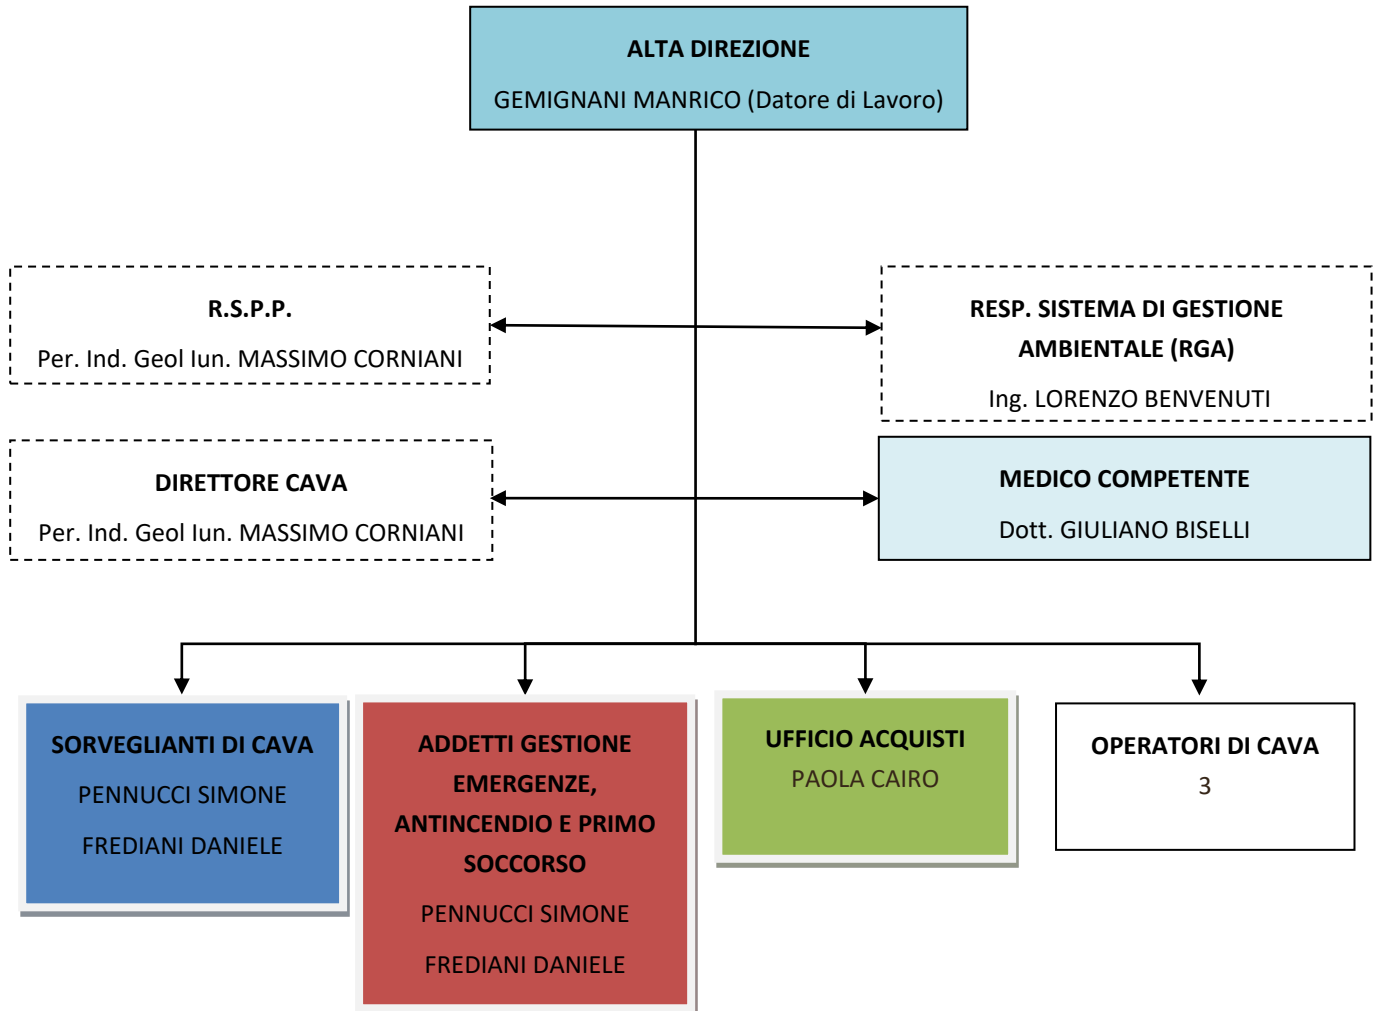 ALTA DIREZIONE
GEMIGNANI MANRICO (Datore di Lavoro)
R.S.P.P.
Per. Ind. Geol Iun. MASSIMO CORNIANI
RESP. SISTEMA DI GESTIONE
AMBIENTALE (RGA)
Ing. LORENZO BENVENUTI
DIRETTORE CAVA
Per. Ind. Geol Iun. MASSIMO CORNIANI
MEDICO COMPETENTE
Dott. GIULIANO BISELLI
SORVEGLIANTI DI CAVA
PENNUCCI SIMONE
FREDIANI DANIELE
ADDETTI GESTIONE
EMERGENZE,
ANTINCENDIO E PRIMO
SOCCORSO
PENNUCCI SIMONE
FREDIANI DANIELE
UFFICIO ACQUISTI
PAOLA CAIRO
OPERATORI DI CAVA
3